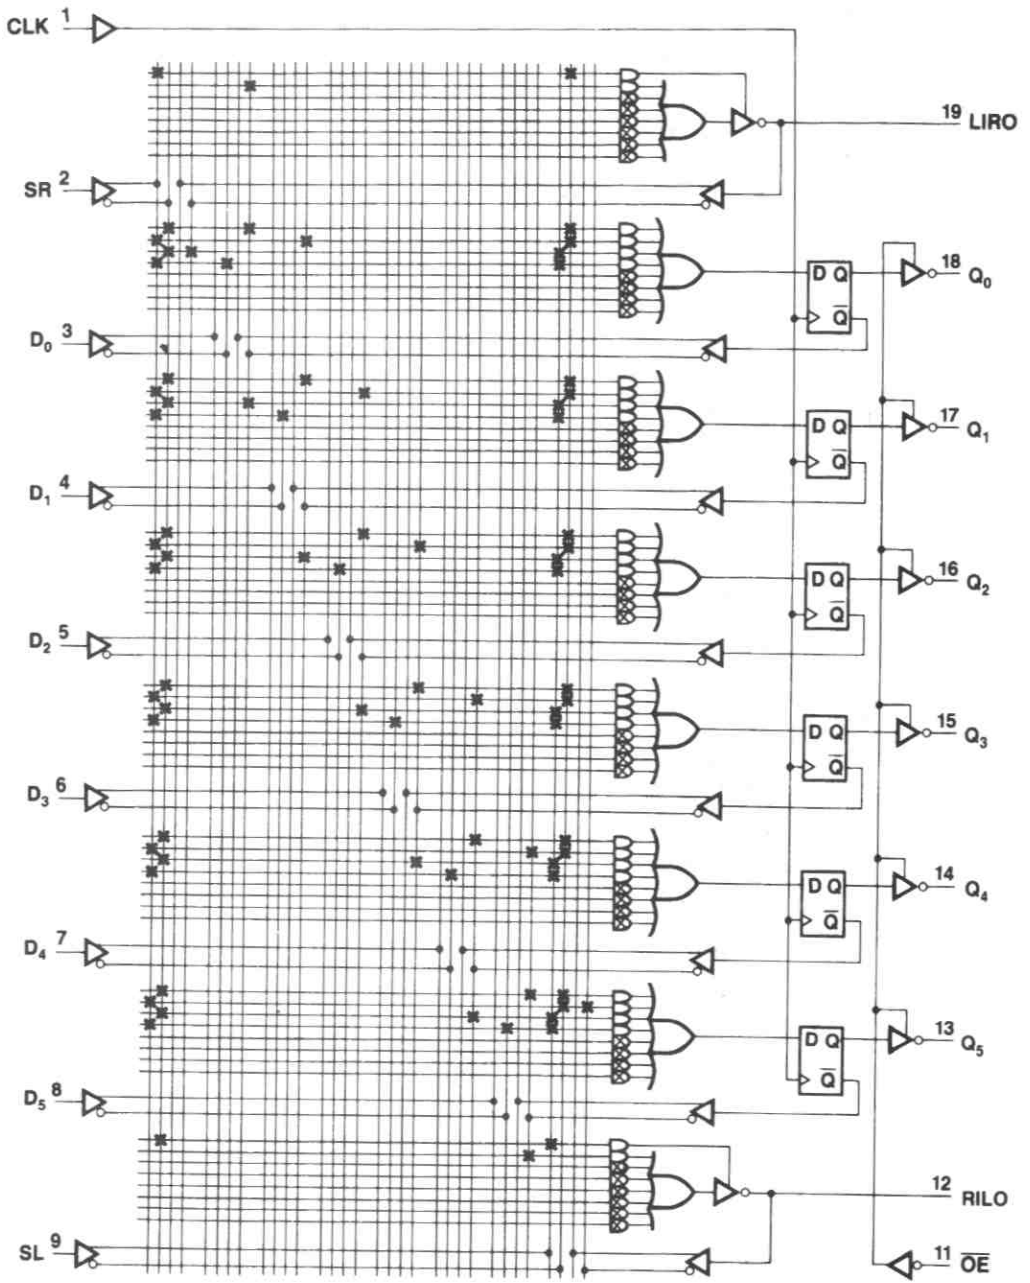 CLK 1
19 LIRO
SR 2
D Q
Q̅
18 Q₀
D₀ 3
D Q
Q̅
17 Q₁
D₁ 4
D Q
Q̅
16 Q₂
D₂ 5
D Q
Q̅
15 Q₃
D₃ 6
D Q
Q̅
14 Q₄
D₄ 7
D Q
Q̅
13 Q₅
D₅ 8
12 RILO
SL 9
11 O̅E̅